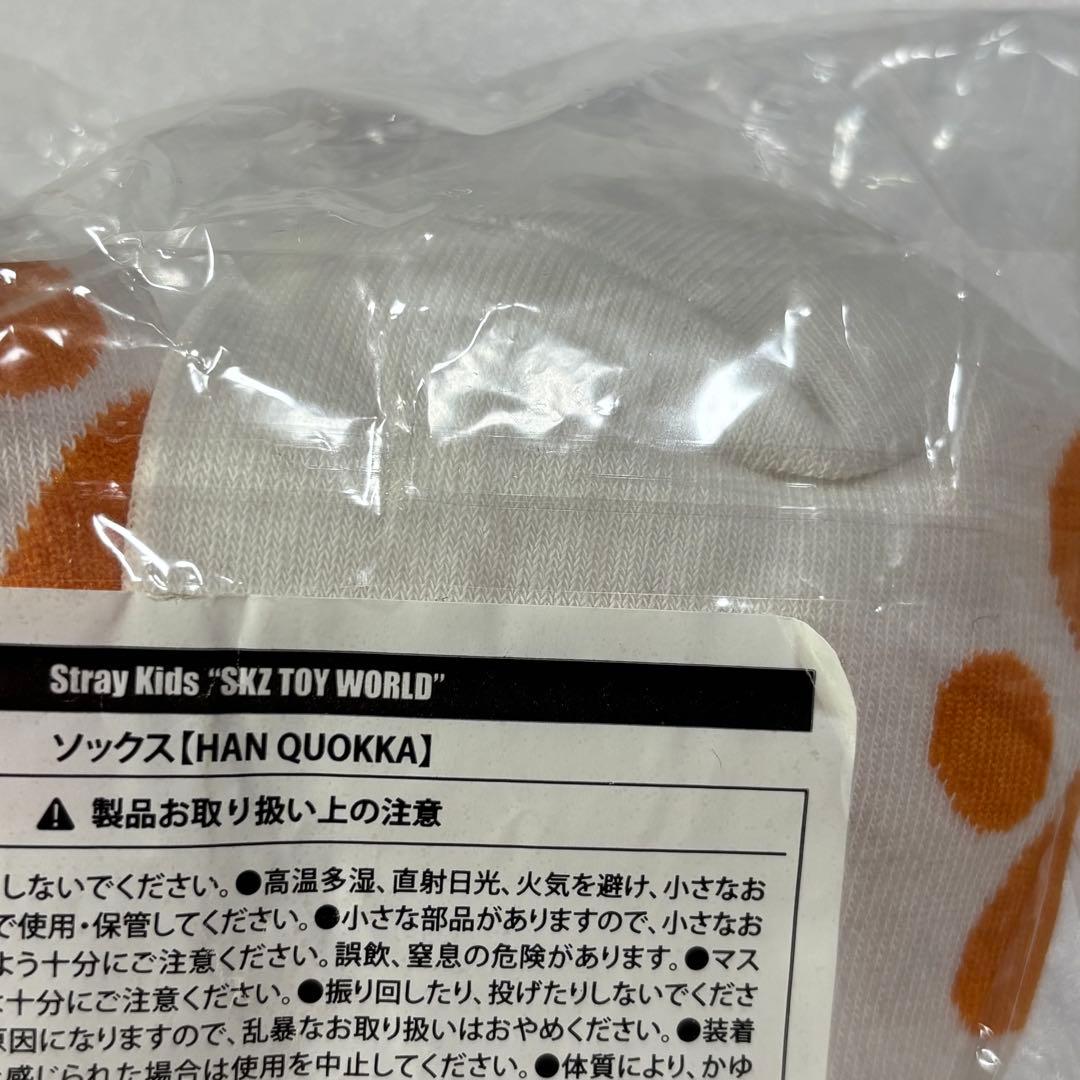 Stray Kids “SKZ TOY WORLD”
ソックス【HAN QUOKKA】
製品お取り扱い上の注意
しないでください。●高温多湿、直射日光、火気を避け、小さなお
で使用・保管してください。●小さな部品がありますので、小さなお
よう十分にご注意ください。誤飲、窒息の危険があります。●マス
は十分にご注意ください。●振り回したり、投げたりしないでくださ
原因になりますので、乱暴なお取り扱いはおやめください。●装着
を感じられた場合は使用を中止してください。●体質により、かゆ